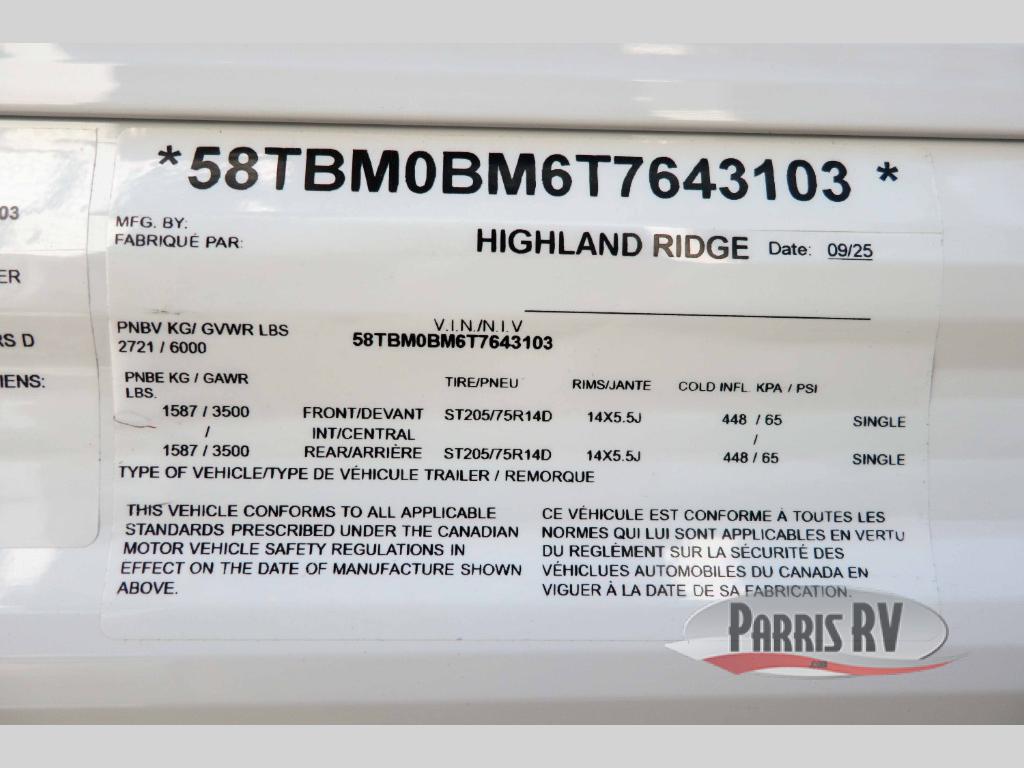 *58TBM0BM6T7643103 *
MFG. BY:
FABRIQUÉ PAR:
HIGHLAND RIDGE Date: 09/25
V.I.N./N.I.V
PNBV KG/ GVWR LBS
58TBM0BM6T7643103
2721 / 6000
PNBE KG / GAWR LBS. TIRE/PNEU RIMS/JANTE COLD INFL. KPA / PSI
1587 / 3500 FRONT/DEVANT ST205/75R14D 14X5.5J 448 / 65 SINGLE
/ INT/CENTRAL /
1587 / 3500 REAR/ARRIÈRE ST205/75R14D 14X5.5J 448 / 65 SINGLE
TYPE OF VEHICLE/TYPE DE VÉHICULE TRAILER / REMORQUE
THIS VEHICLE CONFORMS TO ALL APPLICABLE
STANDARDS PRESCRIBED UNDER THE CANADIAN
MOTOR VEHICLE SAFETY REGULATIONS IN
EFFECT ON THE DATE OF MANUFACTURE SHOWN
ABOVE.
CE VÉHICULE EST CONFORME À TOUTES LES
NORMES QUI LUI SONT APPLICABLES EN VERTU
DU REGLÉMENT SUR LA SÉCURITÉ DES
VÉHICLUES AUTOMOBILES DU CANADA EN
VIGUER À LA DATE DE SA FABRICATION.
03
ER
RS D
IENS:
PARRIS RV
.com